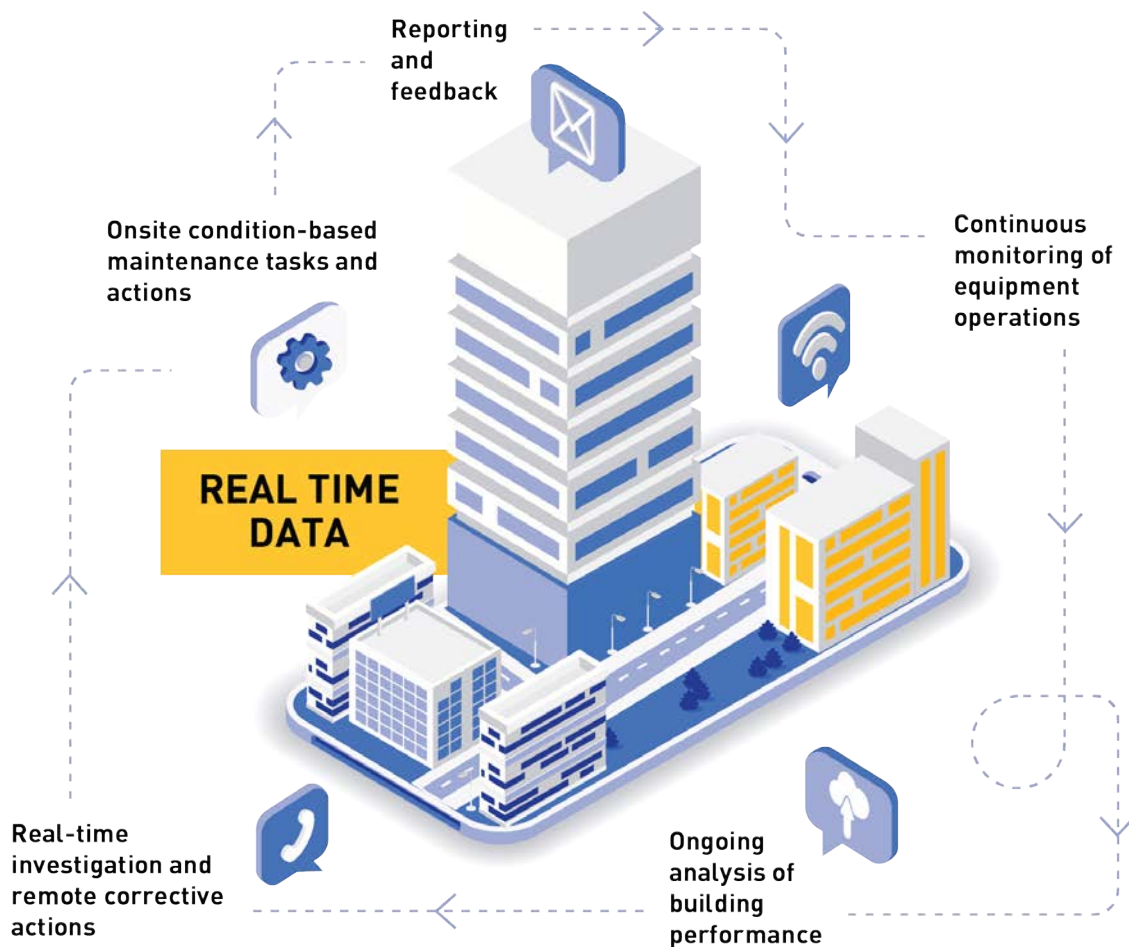 Reporting
and
feedback
Onsite condition-based
maintenance tasks and
actions
Continuous
monitoring of
equipment
operations
REAL TIME
DATA
Real-time
investigation and
remote corrective
actions
Ongoing
analysis of
building
performance